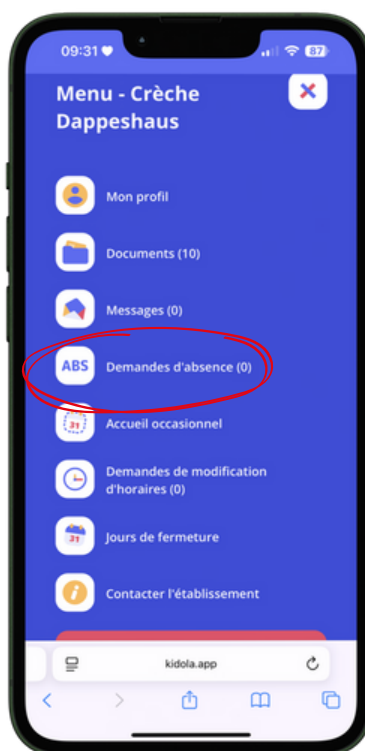 09:31
87
Menu - Crèche
Dappeshaus
Mon profil
Documents (10)
Messages (0)
ABS Demandes d'absence (0)
31 Accueil occasionnel
Demandes de modification
d'horaires (0)
31 Jours de fermeture
i Contacter l'établissement
kidola.app